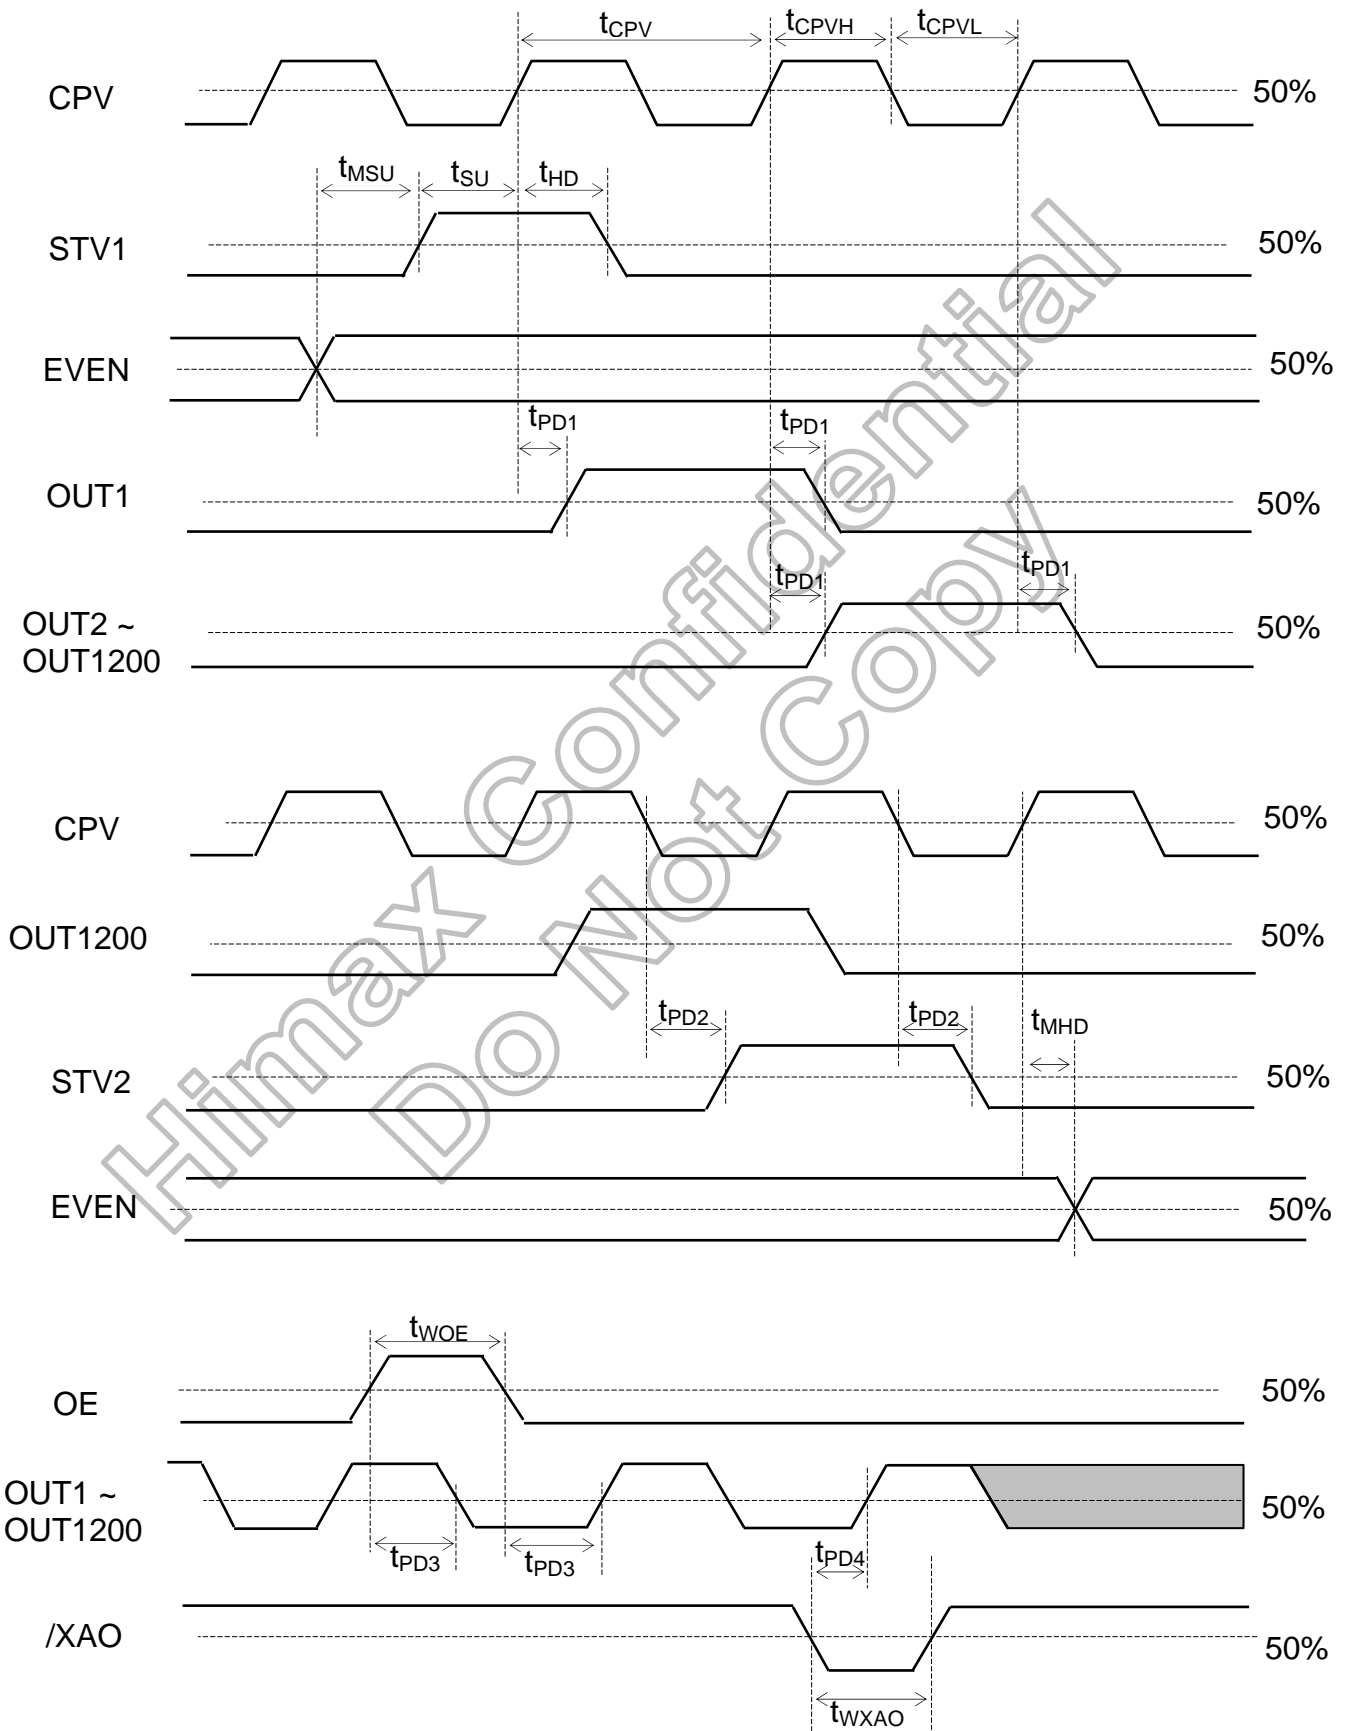 tCPV tCPVH tCPVL
CPV 50%
tMSU tSU tHD
STV1 50%
EVEN 50%
tPD1 tPD1
OUT1 50%
tPD1 tPD1
OUT2 ~
OUT1200 50%
CPV 50%
OUT1200 50%
tPD2 tPD2 tMHD
STV2 50%
EVEN 50%
tWOE
OE 50%
OUT1 ~
OUT1200 50%
tPD3 tPD3 tPD4
/XAO 50%
tWXAO
Himax Confidential
Do Not Copy